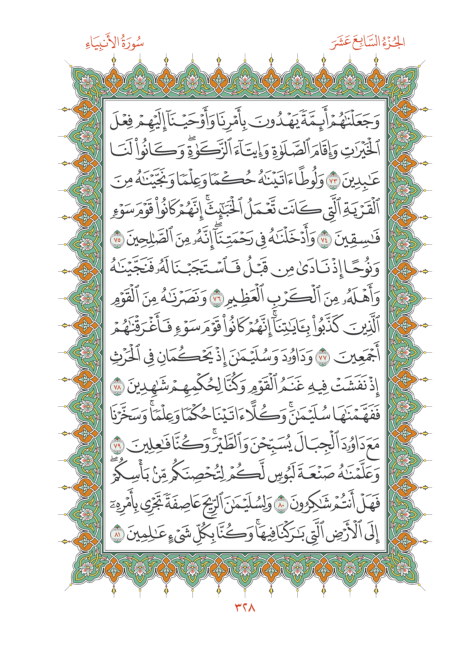 الجُزْءُ السَّابِعَ عَشَرَ
سُورَةُ الأَنبِيَاءِ
وَجَعَلْنَٰهُمْ أَئِمَّةً يَهْدُونَ بِأَمْرِنَا وَأَوْحَيْنَآ إِلَيْهِمْ فِعْلَ
ٱلْخَيْرَٰتِ وَإِقَامَ ٱلصَّلَوٰةِ وَإِيتَآءَ ٱلزَّكَوٰةِۖ وَكَانُوا۟ لَنَا
عَٰبِدِينَ ٧٣ وَلُوطًا ءَاتَيْنَٰهُ حُكْمًا وَعِلْمًا وَنَجَّيْنَٰهُ مِنَ
ٱلْقَرْيَةِ ٱلَّتِى كَانَت تَّعْمَلُ ٱلْخَبَٰٓئِثَۚ إِنَّهُمْ كَانُوا۟ قَوْمَ سَوْءٍ
فَٰسِقِينَ ٧٤ وَأَدْخَلْنَٰهُ فِى رَحْمَتِنَآۖ إِنَّهُۥ مِنَ ٱلصَّٰلِحِينَ ٧٥
وَنُوحًا إِذْ نَادَىٰ مِن قَبْلُ فَٱسْتَجَبْنَا لَهُۥ فَنَجَّيْنَٰهُ
وَأَهْلَهُۥ مِنَ ٱلْكَرْبِ ٱلْعَظِيمِ ٧٦ وَنَصَرْنَٰهُ مِنَ ٱلْقَوْمِ
ٱلَّذِينَ كَذَّبُوا۟ بِـَٔايَٰتِنَآۚ إِنَّهُمْ كَانُوا۟ قَوْمَ سَوْءٍ فَأَغْرَقْنَٰهُمْ
أَجْمَعِينَ ٧٧ وَدَاوُۥدَ وَسُلَيْمَٰنَ إِذْ يَحْكُمَانِ فِى ٱلْحَرْثِ
إِذْ نَفَشَتْ فِيهِ غَنَمُ ٱلْقَوْمِ وَكُنَّا لِحُكْمِهِمْ شَٰهِدِينَ ٧٨
فَفَهَّمْنَٰهَا سُلَيْمَٰنَۚ وَكُلًّا ءَاتَيْنَا حُكْمًا وَعِلْمًاۚ وَسَخَّرْنَا
مَعَ دَاوُۥدَ ٱلْجِبَالَ يُسَبِّحْنَ وَٱلطَّيْرَۚ وَكُنَّا فَٰعِلِينَ ٧٩
وَعَلَّمْنَٰهُ صَنْعَةَ لَبُوسٍ لَّكُمْ لِتُحْصِنَكُم مِّنۢ بَأْسِكُمْۖ
فَهَلْ أَنتُمْ شَٰكِرُونَ ٨٠ وَلِسُلَيْمَٰنَ ٱلرِّيحَ عَاصِفَةً تَجْرِى بِأَمْرِهِۦٓ
إِلَى ٱلْأَرْضِ ٱلَّتِى بَٰرَكْنَا فِيهَاۚ وَكُنَّا بِكُلِّ شَىْءٍ عَٰلِمِينَ ٨١
٣٢٨